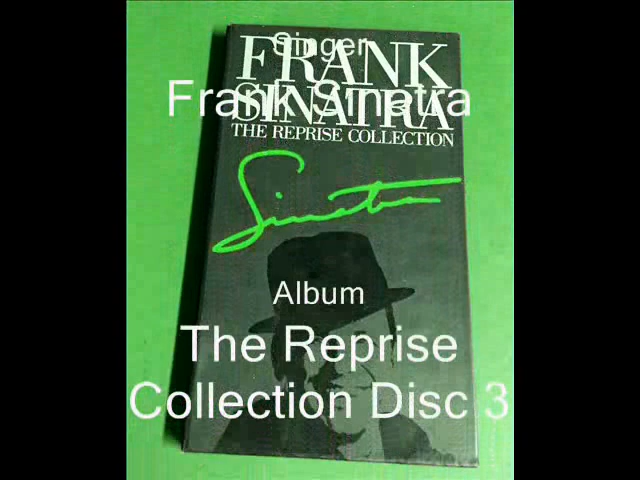 Singer
FRANK
Frank Sinatra
SINATRA
THE REPRISE COLLECTION
Sinatra
Album
The Reprise
Collection Disc 3